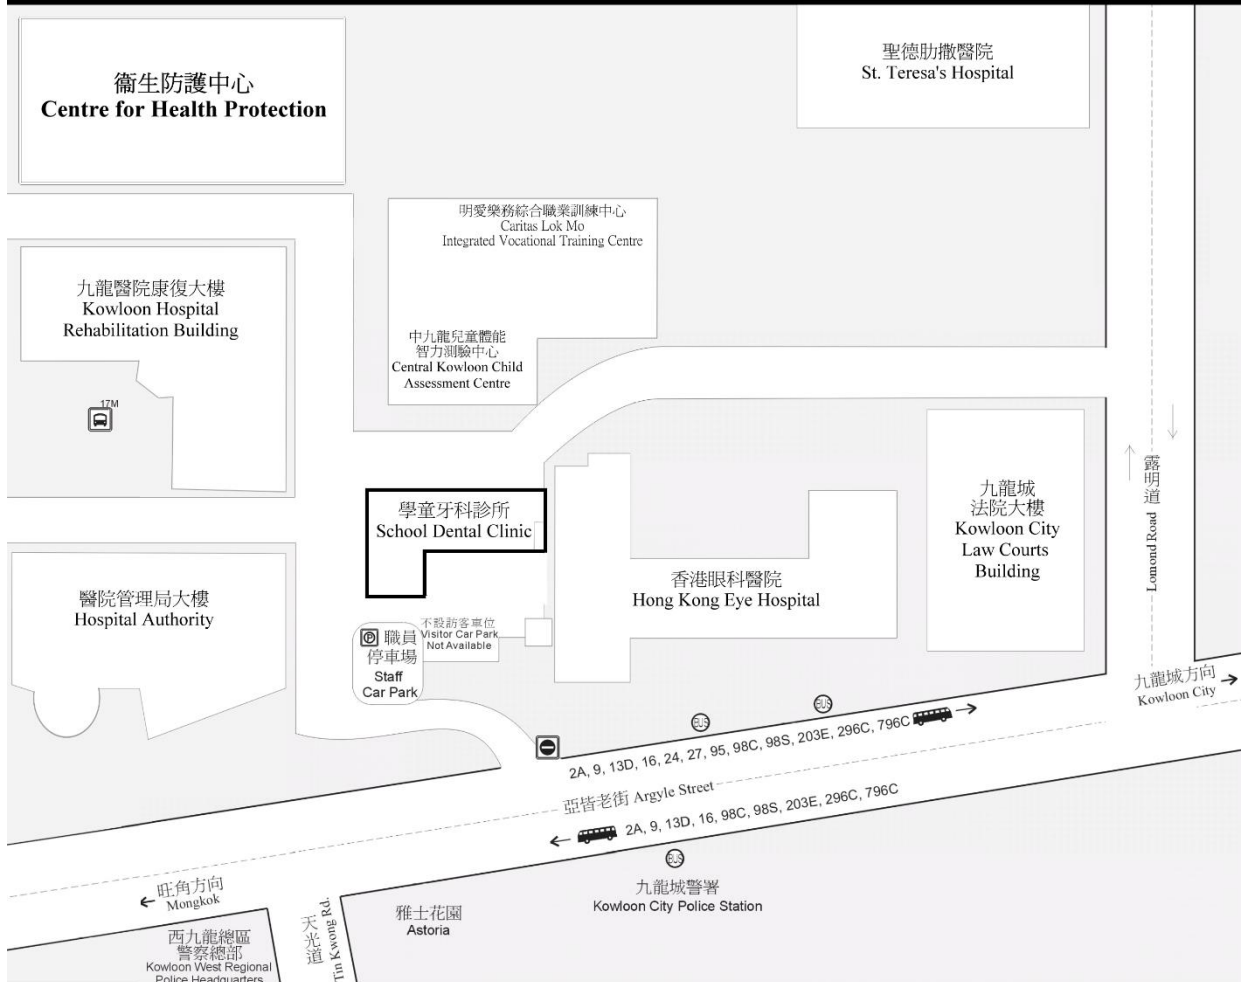 衞生防護中心
Centre for Health Protection
聖德肋撒醫院
St. Teresa's Hospital
明愛樂務綜合職業訓練中心
Caritas Lok Mo
Integrated Vocational Training Centre
九龍醫院康復大樓
Kowloon Hospital
Rehabilitation Building
中九龍兒童體能
智力測驗中心
Central Kowloon Child
Assessment Centre
17M
學童牙科診所
School Dental Clinic
九龍城
法院大樓
Kowloon City
Law Courts
Building
露明道
Lomond Road
醫院管理局大樓
Hospital Authority
香港眼科醫院
Hong Kong Eye Hospital
P 職員
停車場
Staff
Car Park
不設訪客車位
Visitor Car Park
Not Available
九龍城方向
Kowloon City
BUS
BUS
2A, 9, 13D, 16, 24, 27, 95, 98C, 98S, 203E, 296C, 796C
亞皆老街 Argyle Street
2A, 9, 13D, 16, 98C, 98S, 203E, 296C, 796C
BUS
九龍城警署
Kowloon City Police Station
旺角方向
Mongkok
雅士花園
Astoria
天光道
Tin Kwong Rd.
西九龍總區
警察總部
Kowloon West Regional
Police Headquarters